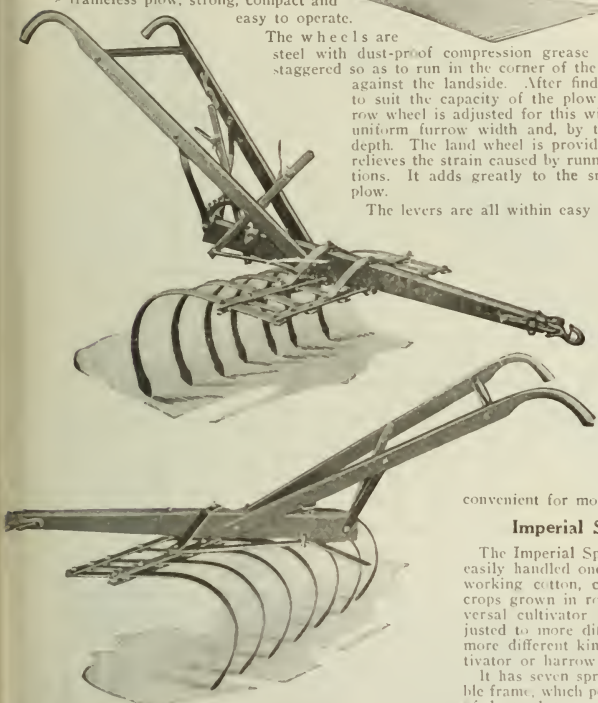 frameless plow, strong, compact and
easy to operate.
The wheels are
steel with dust-proof compression grease
staggered so as to run in the corner of the
against the landside. After find
to suit the capacity of the plow
row wheel is adjusted for this w
uniform furrow width and, by t
depth. The land wheel is provid
relieves the strain caused by runn
tions. It adds greatly to the s
plow.
The levers are all within easy
convenient for mo
Imperial S
The Imperial Sp
easily handled one
working cotton, c
crops grown in r
versal cultivator
justed to more di
more different kin
tivator or harrow
It has seven spr
ble frame, which p